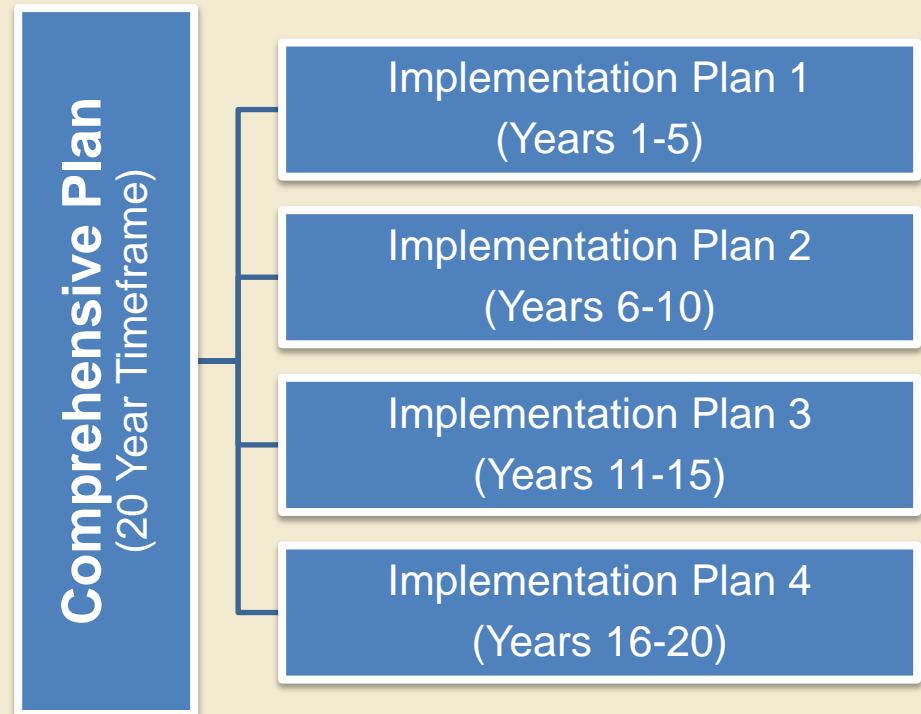 Comprehensive Plan
(20 Year Timeframe)
Implementation Plan 1
(Years 1-5)
Implementation Plan 2
(Years 6-10)
Implementation Plan 3
(Years 11-15)
Implementation Plan 4
(Years 16-20)